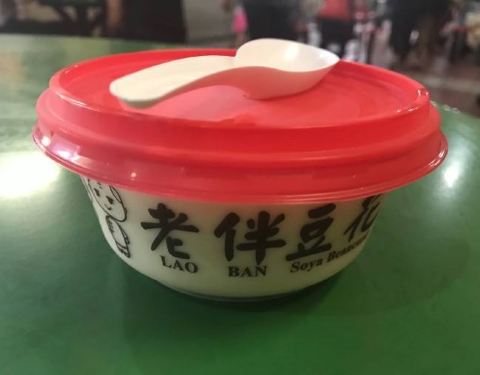 老伴豆花
LAO BAN Soya Beancurd